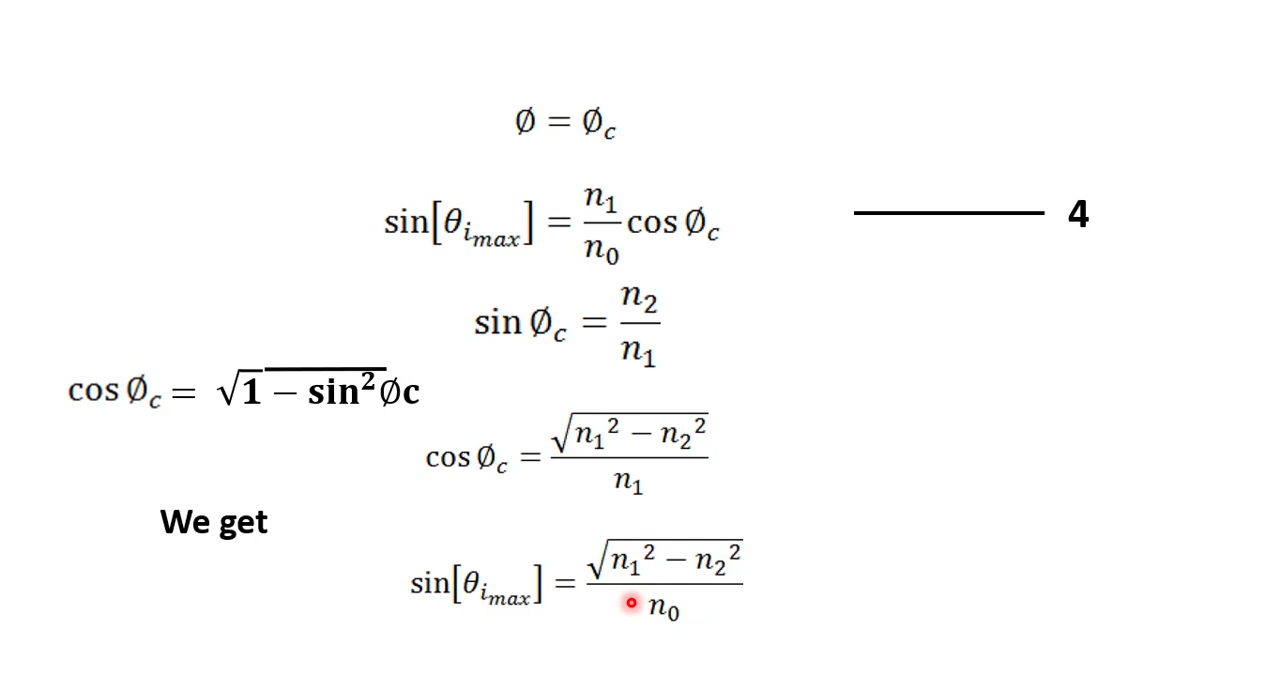 ∅ = ∅c
sin[θimax] = n1/n0 cos ∅c 4
sin ∅c = n2/n1
cos ∅c = √1 − sin²∅c
cos ∅c = √n1² − n2² / n1
We get
sin[θimax] = √n1² − n2² / n0